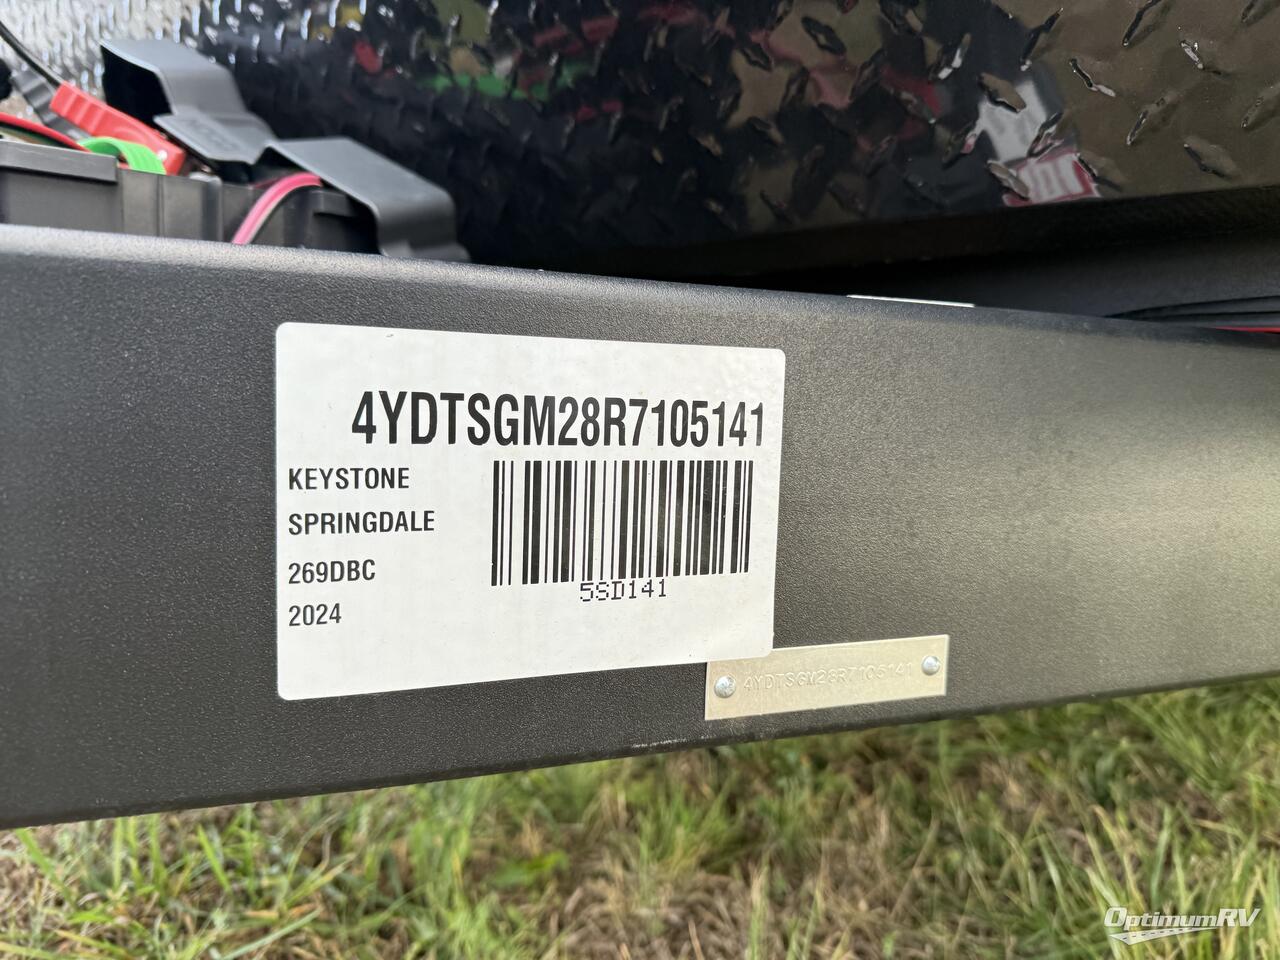 4YDTSGM28R7105141
KEYSTONE
SPRINGDALE
269DBC
2024
5SD141
4YDTSGM28R7105141
OptimumRV